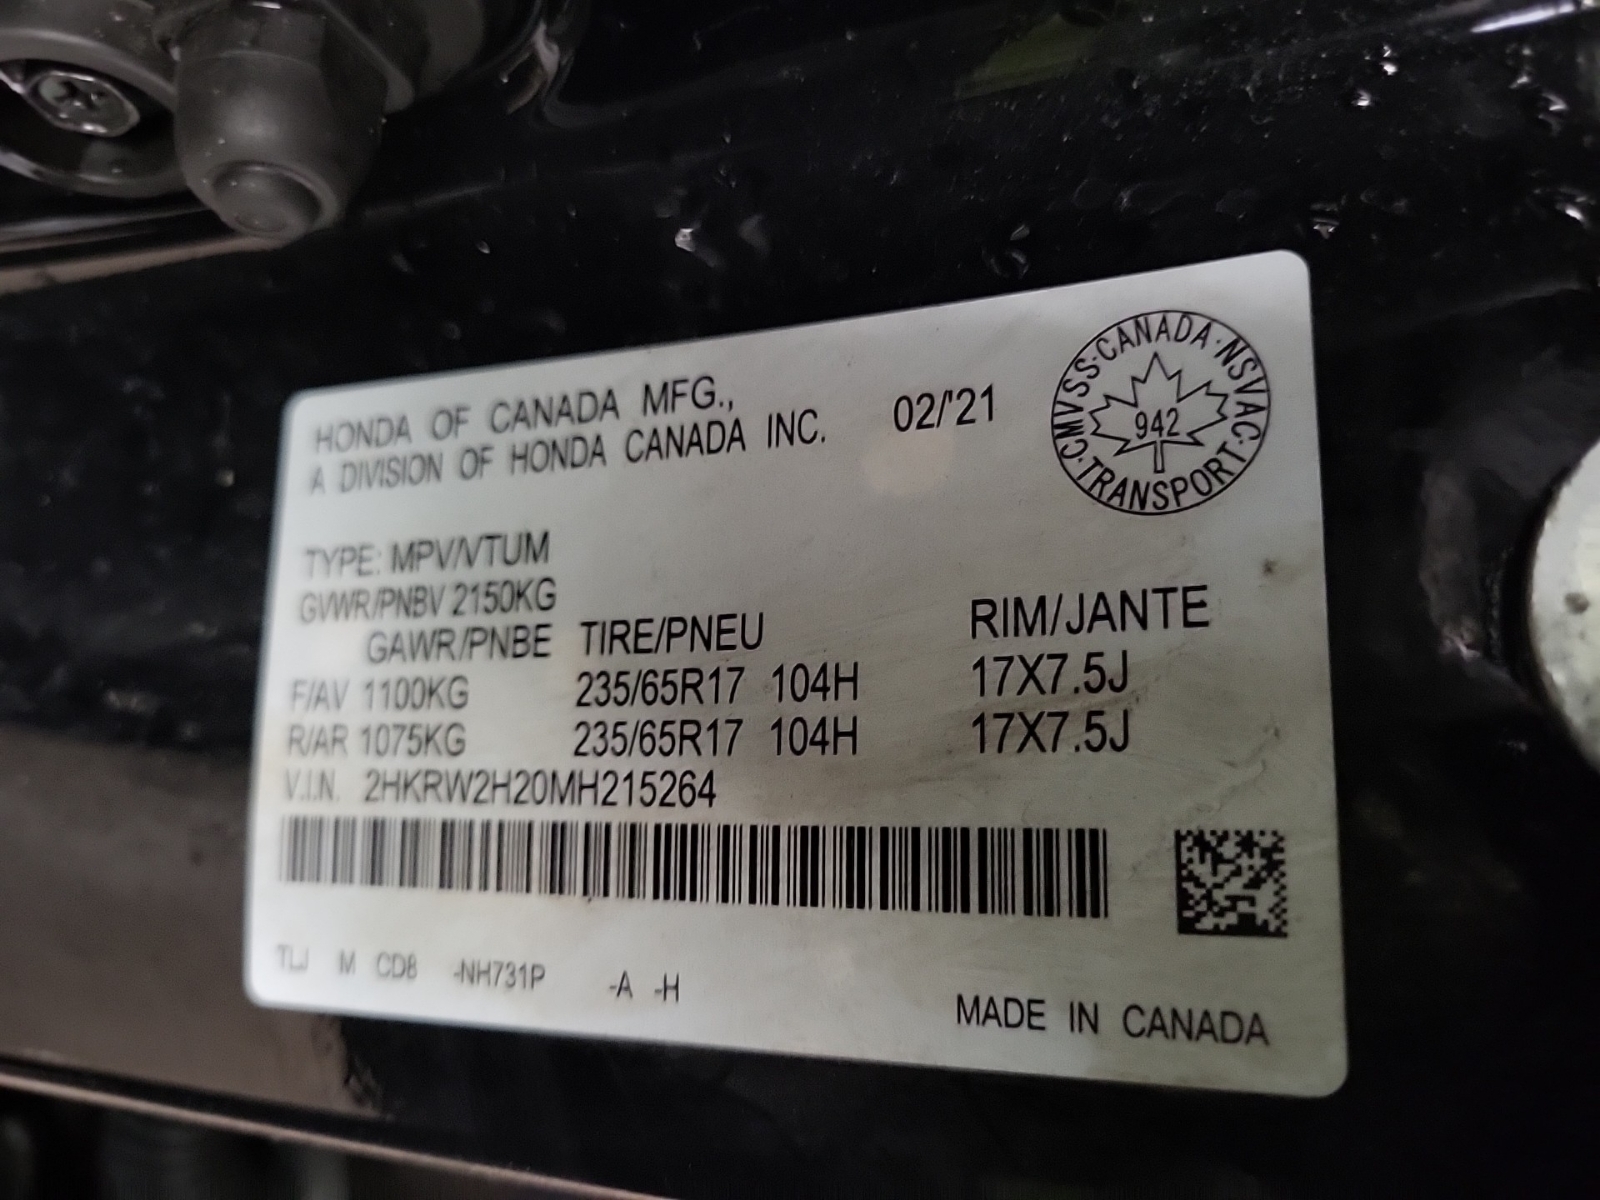 HONDA OF CANADA MFG.,
A DIVISION OF HONDA CANADA INC.
02/'21
CMVSS·CANADA·NSVAC·TRANSPORT·
942
TYPE: MPV/VTUM
GVWR/PNBV 2150KG
GAWR/PNBE TIRE/PNEU RIM/JANTE
F/AV 1100KG 235/65R17 104H 17X7.5J
R/AR 1075KG 235/65R17 104H 17X7.5J
V.I.N. 2HKRW2H20MH215264
TLJ M CD8 -NH731P -A -H
MADE IN CANADA